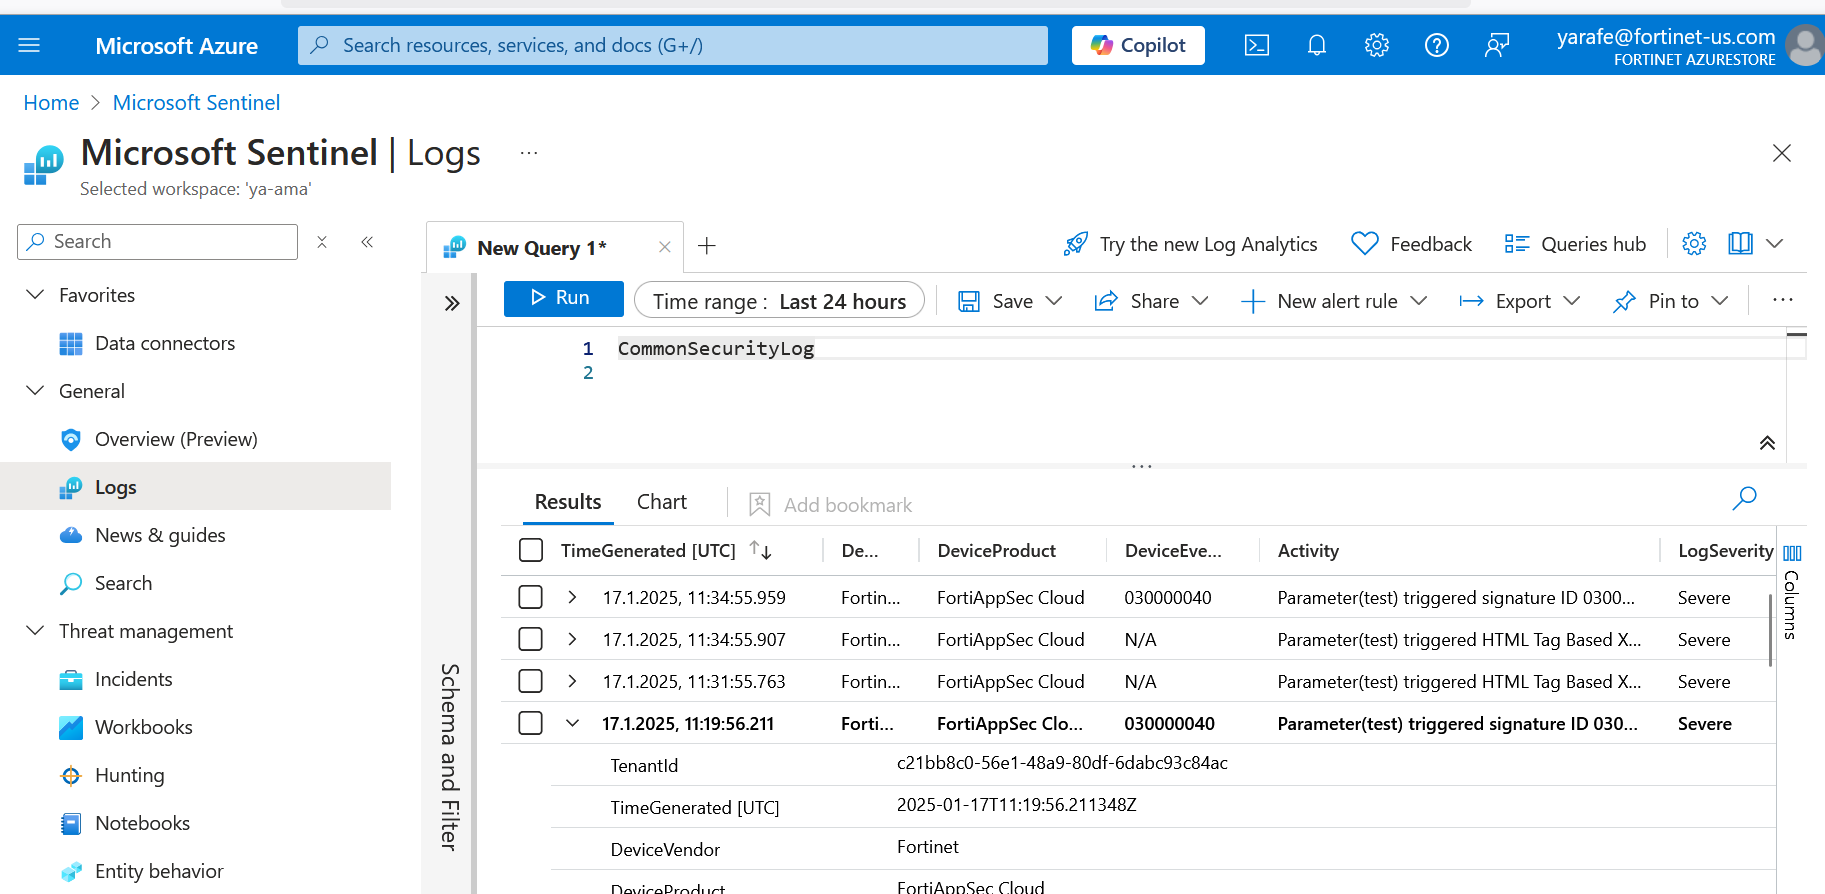 Microsoft Azure
Search resources, services, and docs (G+/)
Copilot
yarafe@fortinet-us.com
FORTINET AZURESTORE
Home > Microsoft Sentinel
Microsoft Sentinel | Logs
...
Selected workspace: 'ya-ama'
Search
New Query 1*
Try the new Log Analytics
Feedback
Queries hub
Favorites
Data connectors
General
Overview (Preview)
Logs
News & guides
Search
Threat management
Incidents
Workbooks
Hunting
Notebooks
Entity behavior
Schema and Filter
Run
Time range : Last 24 hours
Save
Share
New alert rule
Export
Pin to
...
1 CommonSecurityLog
2
...
Results
Chart
Add bookmark
TimeGenerated [UTC] De... DeviceProduct DeviceEve... Activity LogSeverity
17.1.2025, 11:34:55.959 Fortin... FortiAppSec Cloud 030000040 Parameter(test) triggered signature ID 0300... Severe
17.1.2025, 11:34:55.907 Fortin... FortiAppSec Cloud N/A Parameter(test) triggered HTML Tag Based X... Severe
17.1.2025, 11:31:55.763 Fortin... FortiAppSec Cloud N/A Parameter(test) triggered HTML Tag Based X... Severe
17.1.2025, 11:19:56.211 Forti... FortiAppSec Clo... 030000040 Parameter(test) triggered signature ID 030... Severe
TenantId c21bb8c0-56e1-48a9-80df-6dabc93c84ac
TimeGenerated [UTC] 2025-01-17T11:19:56.211348Z
DeviceVendor Fortinet
DeviceProduct FortiAppSec Cloud
Columns